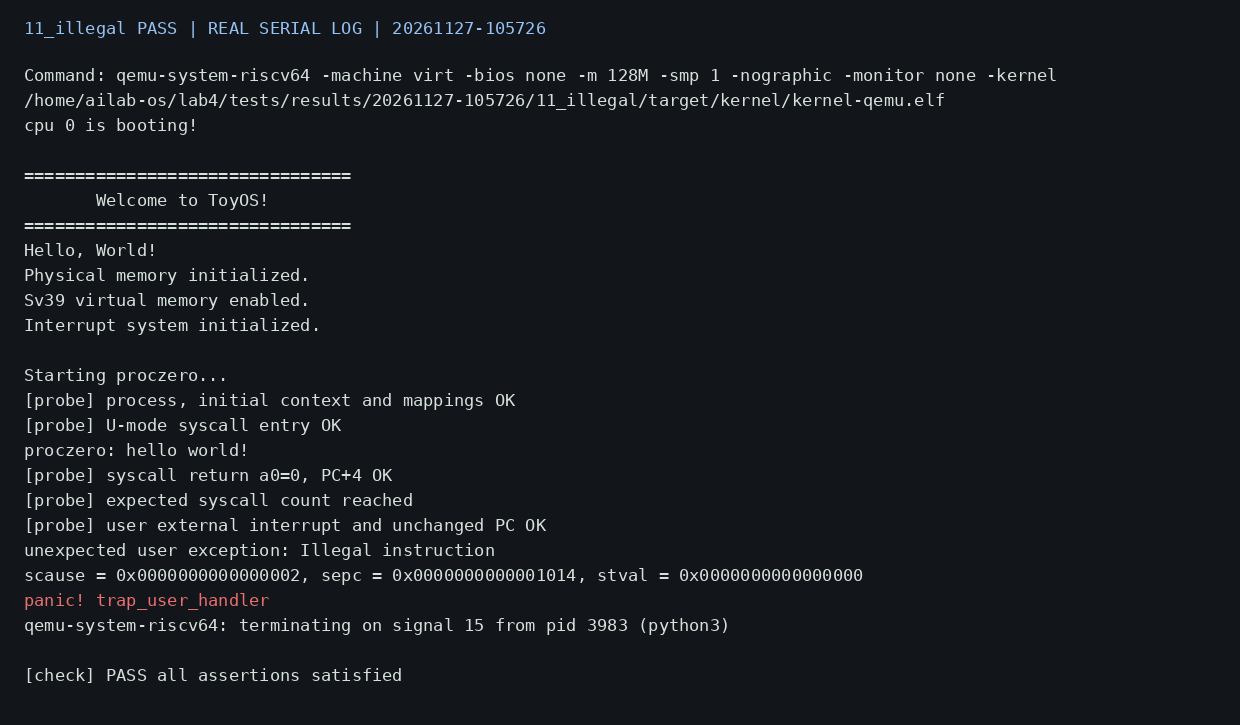 11_illegal PASS | REAL SERIAL LOG | 20261127-105726
Command: qemu-system-riscv64 -machine virt -bios none -m 128M -smp 1 -nographic -monitor none -kernel
/home/ailab-os/lab4/tests/results/20261127-105726/11_illegal/target/kernel/kernel-qemu.elf
cpu 0 is booting!
================================
       Welcome to ToyOS!
================================
Hello, World!
Physical memory initialized.
Sv39 virtual memory enabled.
Interrupt system initialized.
Starting proczero...
[probe] process, initial context and mappings OK
[probe] U-mode syscall entry OK
proczero: hello world!
[probe] syscall return a0=0, PC+4 OK
[probe] expected syscall count reached
[probe] user external interrupt and unchanged PC OK
unexpected user exception: Illegal instruction
scause = 0x0000000000000002, sepc = 0x0000000000001014, stval = 0x0000000000000000
panic! trap_user_handler
qemu-system-riscv64: terminating on signal 15 from pid 3983 (python3)
[check] PASS all assertions satisfied